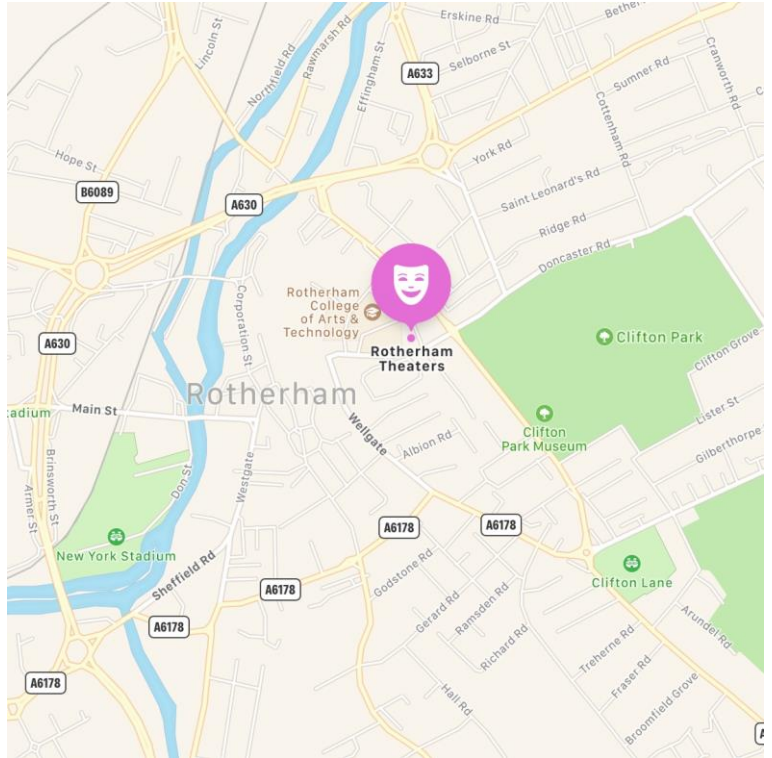 Erskine Rd
Bether
Lincoln St
Northfield Rd
Rawmarsh Rd
Effingham St
Selborne St
Cranworth Rd
A633
Sumner Rd
Cottenham Rd
C
York Rd
Hope St
Saint Leonard's Rd
B6089
A630
Ridge Rd
Doncaster Rd
Rotherham
College
of Arts &
Technology
Corporation St
Clifton Park
A630
Rotherham
Theaters
Clifton Grove
Rotherham
tadium
Main St
Lister St
Wellgate
Clifton
Park Museum
Albion Rd
Gilberthorpe
Brinsworth St
Armer St
Don St
Westgate
A6178
A6178
New York Stadium
Sheffield Rd
Godstone Rd
Clifton Lane
A6178
Gerard Rd
Ramsden Rd
Arundel Rd
A6178
Richard Rd
Treherne Rd
Fraser Rd
A6178
Hall Rd
Broomfield Grove
A